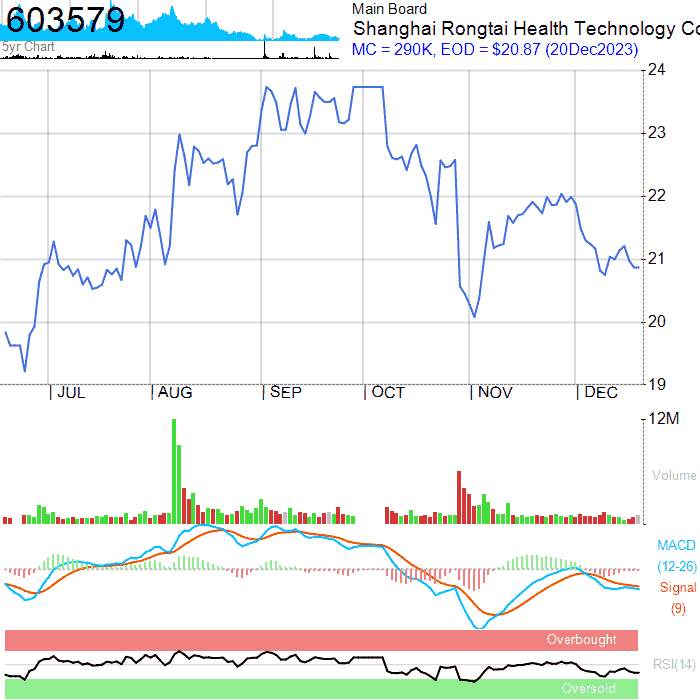 603579
5yr Chart
Main Board
Shanghai Rongtai Health Technology Co
MC = 290K, EOD = $20.87 (20Dec2023)
24
23
22
21
20
19
JUL
AUG
SEP
OCT
NOV
DEC
12M
Volume
MACD
(12-26)
Signal
(9)
Overbought
RSI(14)
Oversold